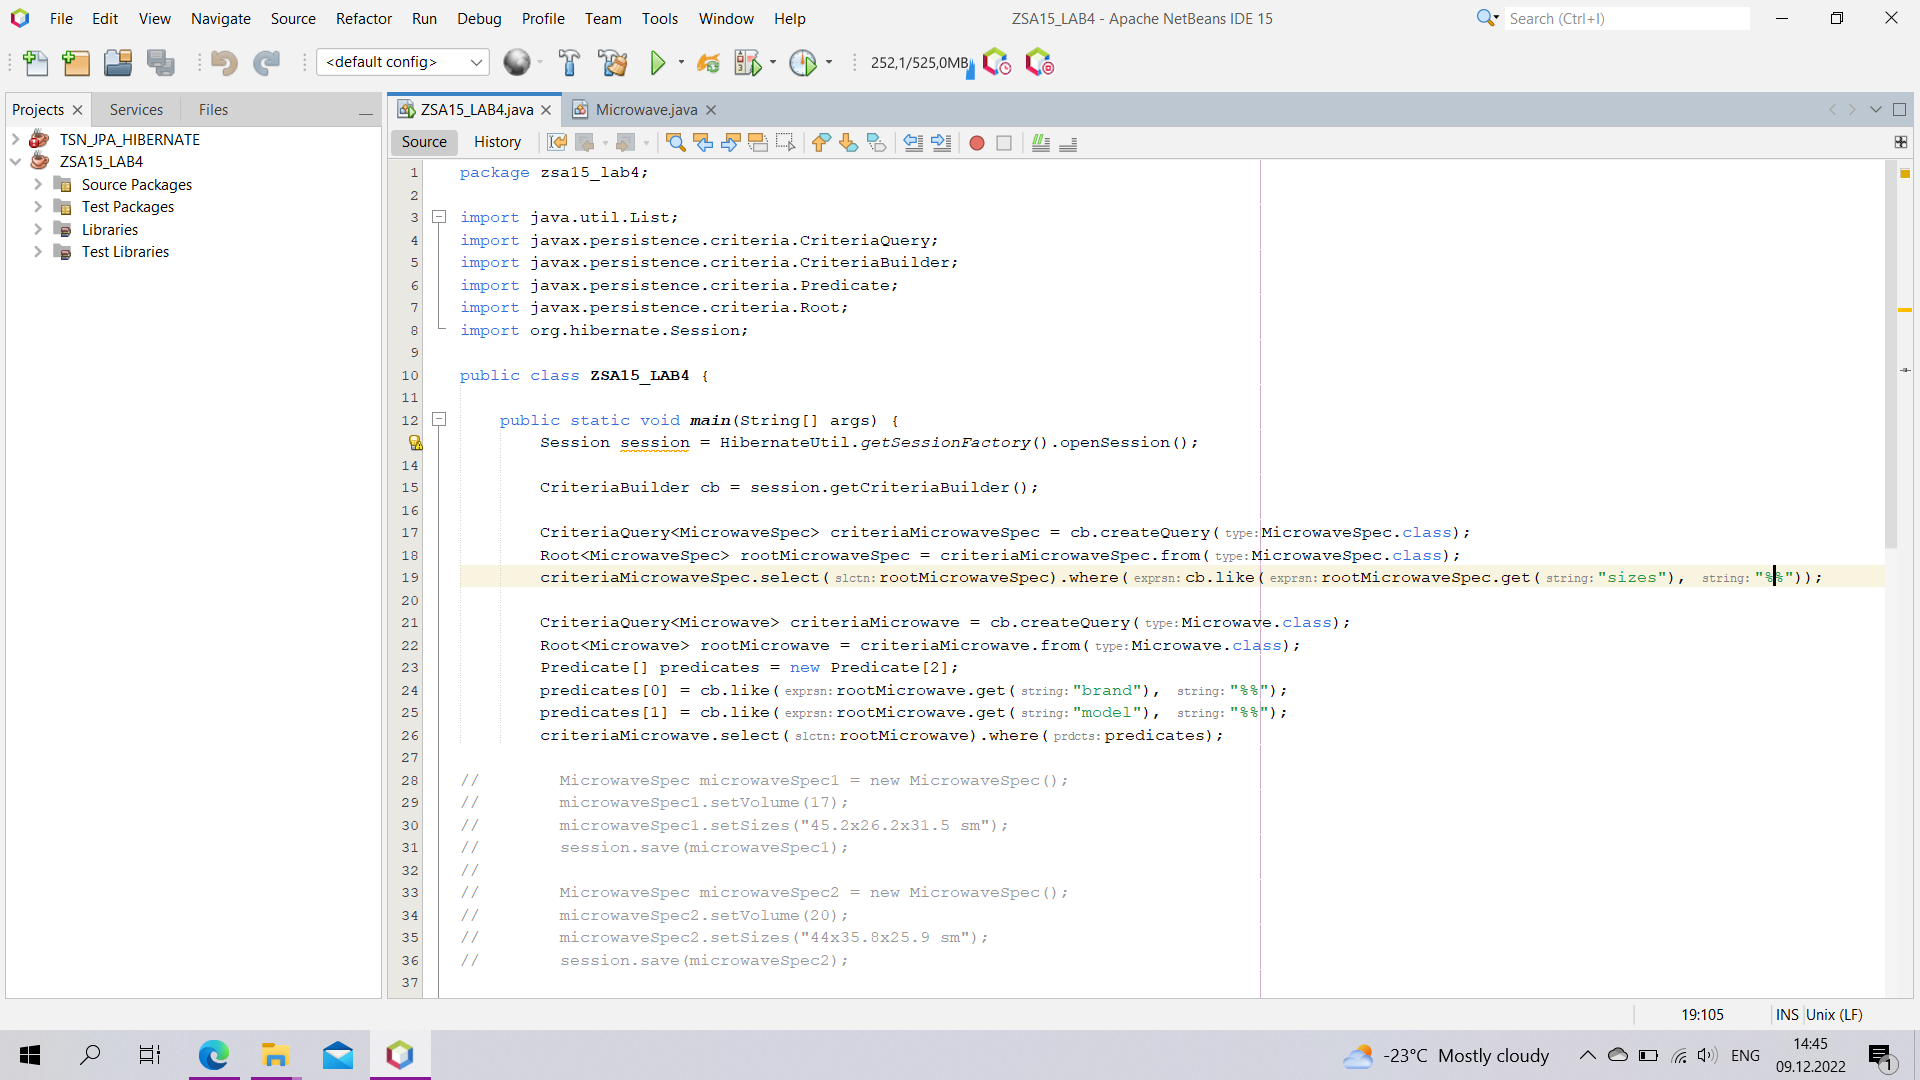 File Edit View Navigate Source Refactor Run Debug Profile Team Tools Window Help
ZSA15_LAB4 - Apache NetBeans IDE 15
Search (Ctrl+I)
<default config>
252,1/525,0MB
Projects
Services
Files
ZSA15_LAB4.java
Microwave.java
TSN_JPA_HIBERNATE
ZSA15_LAB4
Source Packages
Test Packages
Libraries
Test Libraries
Source
History
1 package zsa15_lab4;
2
3 import java.util.List;
4 import javax.persistence.criteria.CriteriaQuery;
5 import javax.persistence.criteria.CriteriaBuilder;
6 import javax.persistence.criteria.Predicate;
7 import javax.persistence.criteria.Root;
8 import org.hibernate.Session;
9
10 public class ZSA15_LAB4 {
11
12 public static void main(String[] args) {
Session session = HibernateUtil.getSessionFactory().openSession();
14
15 CriteriaBuilder cb = session.getCriteriaBuilder();
16
17 CriteriaQuery<MicrowaveSpec> criteriaMicrowaveSpec = cb.createQuery(type: MicrowaveSpec.class);
18 Root<MicrowaveSpec> rootMicrowaveSpec = criteriaMicrowaveSpec.from(type: MicrowaveSpec.class);
19 criteriaMicrowaveSpec.select(slctn: rootMicrowaveSpec).where(exprsn: cb.like(exprsn: rootMicrowaveSpec.get(string: "sizes"), string: "%%"));
20
21 CriteriaQuery<Microwave> criteriaMicrowave = cb.createQuery(type: Microwave.class);
22 Root<Microwave> rootMicrowave = criteriaMicrowave.from(type: Microwave.class);
23 Predicate[] predicates = new Predicate[2];
24 predicates[0] = cb.like(exprsn: rootMicrowave.get(string: "brand"), string: "%%");
25 predicates[1] = cb.like(exprsn: rootMicrowave.get(string: "model"), string: "%%");
26 criteriaMicrowave.select(slctn: rootMicrowave).where(prdcts: predicates);
27
28 // MicrowaveSpec microwaveSpec1 = new MicrowaveSpec();
29 // microwaveSpec1.setVolume(17);
30 // microwaveSpec1.setSizes("45.2x26.2x31.5 sm");
31 // session.save(microwaveSpec1);
32 //
33 // MicrowaveSpec microwaveSpec2 = new MicrowaveSpec();
34 // microwaveSpec2.setVolume(20);
35 // microwaveSpec2.setSizes("44x35.8x25.9 sm");
36 // session.save(microwaveSpec2);
37
19:105 INS Unix (LF)
-23°C Mostly cloudy
ENG
14:45
09.12.2022
1